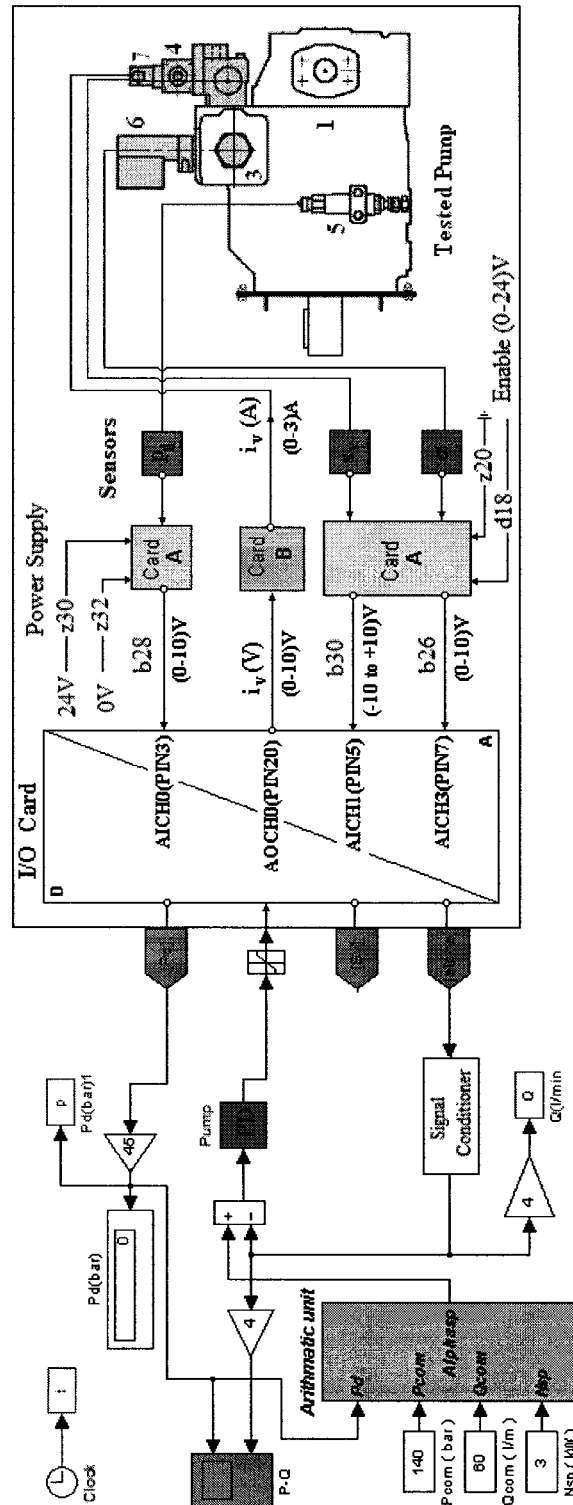 I/O Card
Power Supply
24V — z30
0V — z32
Sensors
D
A
AICH0(PIN3)
AOCH0(PIN20)
AICH1(PIN5)
AICH3(PIN7)
b28
(0-10)V
i_v(V)
(0-10)V
b30
(-10 to +10)V
b26
(0-10)V
Card
A
Card
B
Card
A
i_v (A)
(0-3)A
z20
d18
Enable (0-24)V
7
4
6
3
1
5
Tested Pump
Clock
t
Pd(bar)
0
p
Pd(bar)1
46
Pump
PD
+
-
4
P-Q
Signal
Conditioner
4
Q
Q(l/min
Arithmatic unit
Pd
Pcom
Alphasp
Qcom
Nsp
140
Pcom ( bar)
60
Qcom ( l/m)
3